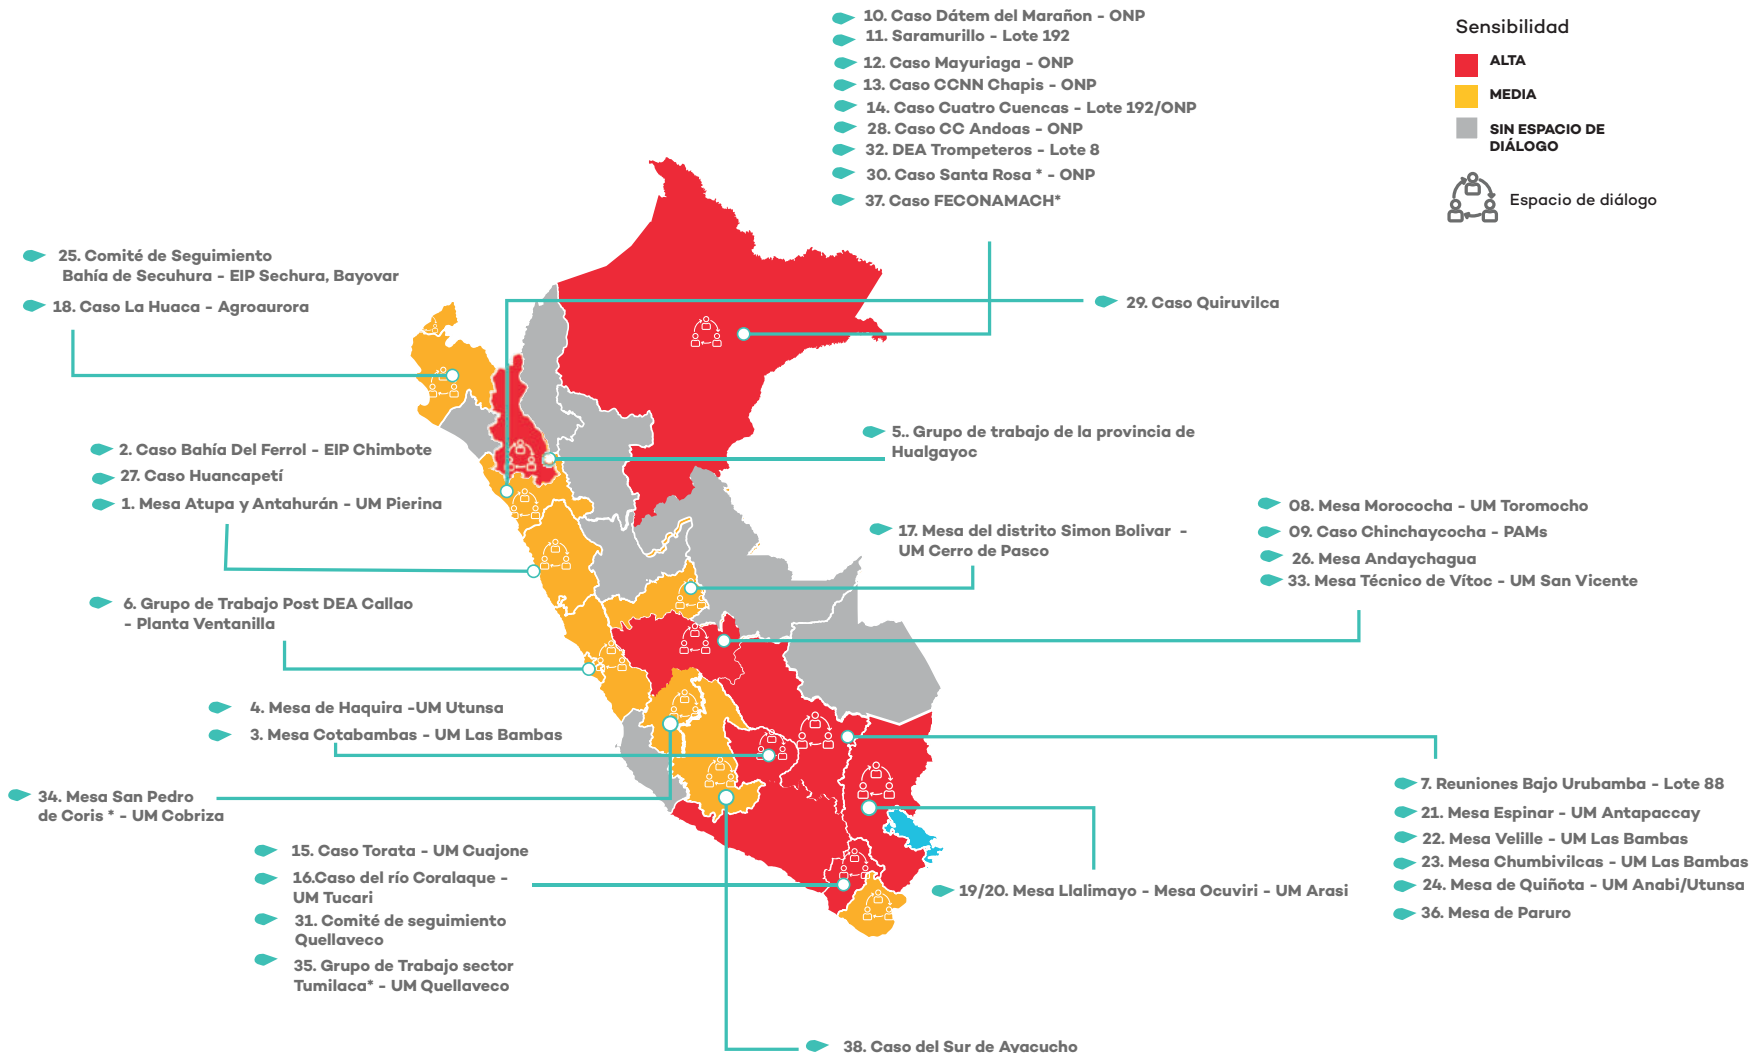 10. Caso Dátem del Marañon - ONP
11. Saramurillo - Lote 192
12. Caso Mayuriaga - ONP
13. Caso CCNN Chapis - ONP
14. Caso Cuatro Cuencas - Lote 192/ONP
28. Caso CC Andoas - ONP
32. DEA Trompeteros - Lote 8
30. Caso Santa Rosa * - ONP
37. Caso FECONAMACH*
Sensibilidad
ALTA
MEDIA
SIN ESPACIO DE
DIÁLOGO
Espacio de diálogo
25. Comité de Seguimiento
Bahía de Secuhura - EIP Sechura, Bayovar
18. Caso La Huaca - Agroaurora
29. Caso Quiruvilca
2. Caso Bahía Del Ferrol - EIP Chimbote
27. Caso Huancapetí
1. Mesa Atupa y Antahurán - UM Pierina
5.. Grupo de trabajo de la provincia de
Hualgayoc
17. Mesa del distrito Simon Bolivar -
UM Cerro de Pasco
08. Mesa Morococha - UM Toromocho
09. Caso Chinchaycocha - PAMs
26. Mesa Andaychagua
33. Mesa Técnico de Vítoc - UM San Vicente
6. Grupo de Trabajo Post DEA Callao
- Planta Ventanilla
4. Mesa de Haquira -UM Utunsa
3. Mesa Cotabambas - UM Las Bambas
34. Mesa San Pedro
de Coris * - UM Cobriza
7. Reuniones Bajo Urubamba - Lote 88
21. Mesa Espinar - UM Antapaccay
22. Mesa Velille - UM Las Bambas
23. Mesa Chumbivilcas - UM Las Bambas
24. Mesa de Quiñota - UM Anabi/Utunsa
36. Mesa de Paruro
15. Caso Torata - UM Cuajone
16.Caso del río Coralaque -
UM Tucari
31. Comité de seguimiento
Quellaveco
35. Grupo de Trabajo sector
Tumilaca* - UM Quellaveco
19/20. Mesa Llalimayo - Mesa Ocuviri - UM Arasi
38. Caso del Sur de Ayacucho